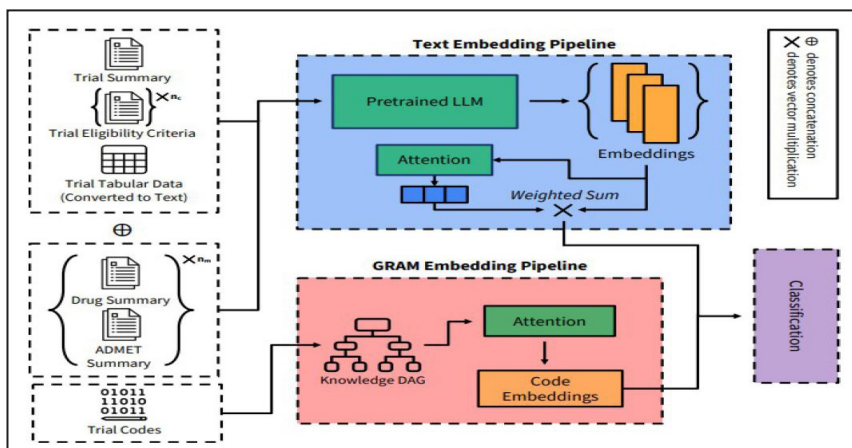 Trial Summary
× nc
Trial Eligibility Criteria
Trial Tabular Data
(Converted to Text)
⊕
× nm
Drug Summary
ADMET
Summary
01011
11010
01011
Trial Codes
Text Embedding Pipeline
Pretrained LLM
Embeddings
Attention
Weighted Sum
×
GRAM Embedding Pipeline
Knowledge DAG
Attention
Code
Embeddings
⊕ denotes concatenation
× denotes vector multiplication
Classification